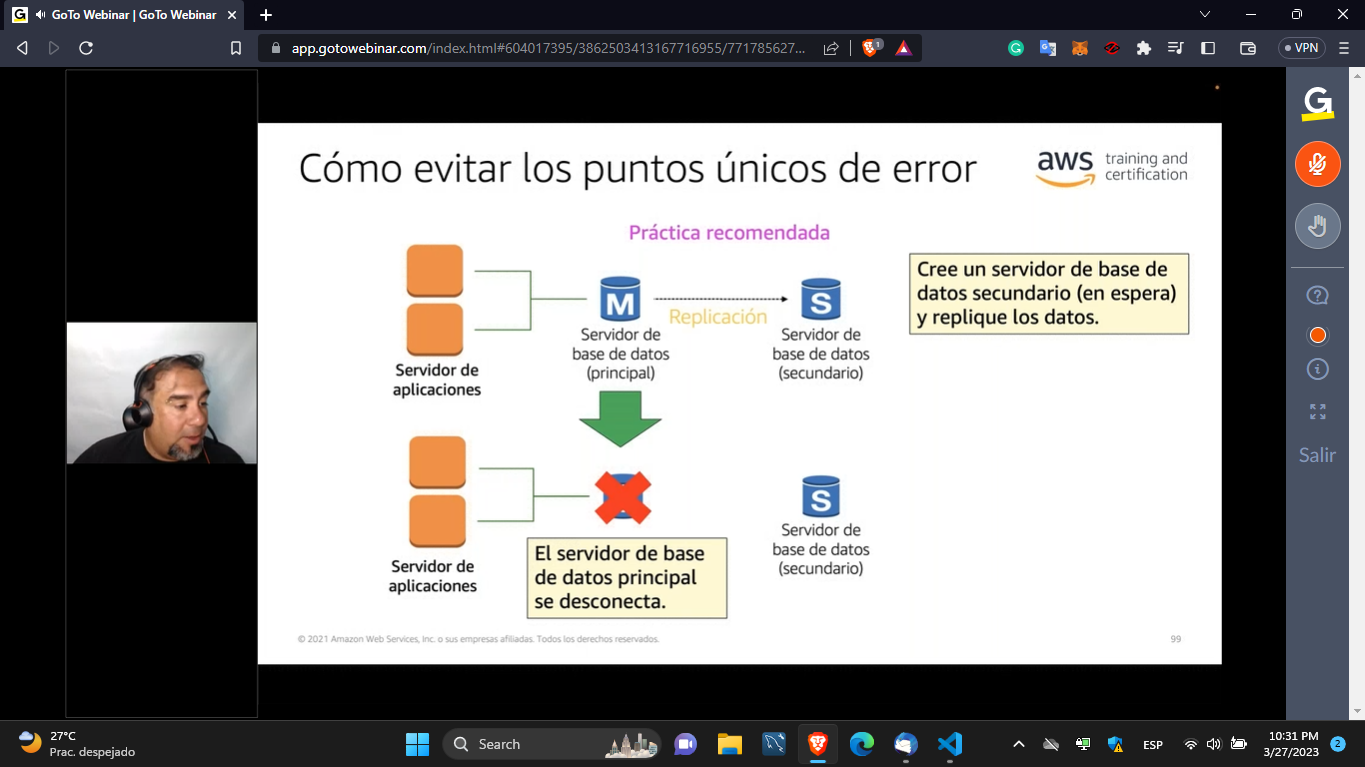 GoTo Webinar | GoTo Webinar
app.gotowebinar.com/index.html#604017395/3862503413167716955/771785627...
1
VPN
G
Cómo evitar los puntos únicos de error
aws training and certification
Práctica recomendada
M
S
Replicación
Servidor de
base de datos
(principal)
Servidor de
base de datos
(secundario)
Cree un servidor de base de
datos secundario (en espera)
y replique los datos.
Servidor de
aplicaciones
S
Servidor de
base de datos
(secundario)
El servidor de base
de datos principal
se desconecta.
Servidor de
aplicaciones
© 2021 Amazon Web Services, Inc. o sus empresas afiliadas. Todos los derechos reservados.
99
Salir
27°C
Prac. despejado
Search
ESP
10:31 PM
3/27/2023
2